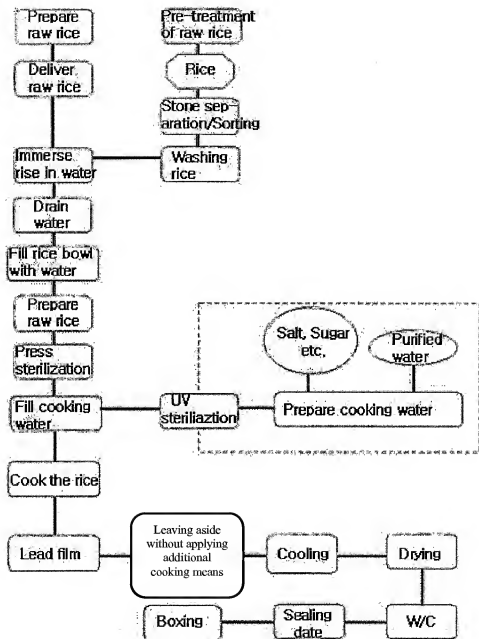 Prepare
raw rice
Pre-treatment
of raw rice
Deliver
raw rice
Rice
Stone sep-
aration/Sorting
Immerse
rise in water
Washing
rice
Drain
water
Fill rice bowl
with water
Prepare
raw rice
Press
sterilization
Salt, Sugar
etc,
Purified
water
Fill cooking
water
UV
steriliaztion
Prepare cooking water
Cook the rice
Lead film
Leaving aside
without applying
additional
cooking means
Cooling
Drying
Boxing
Sealing
date
W/C